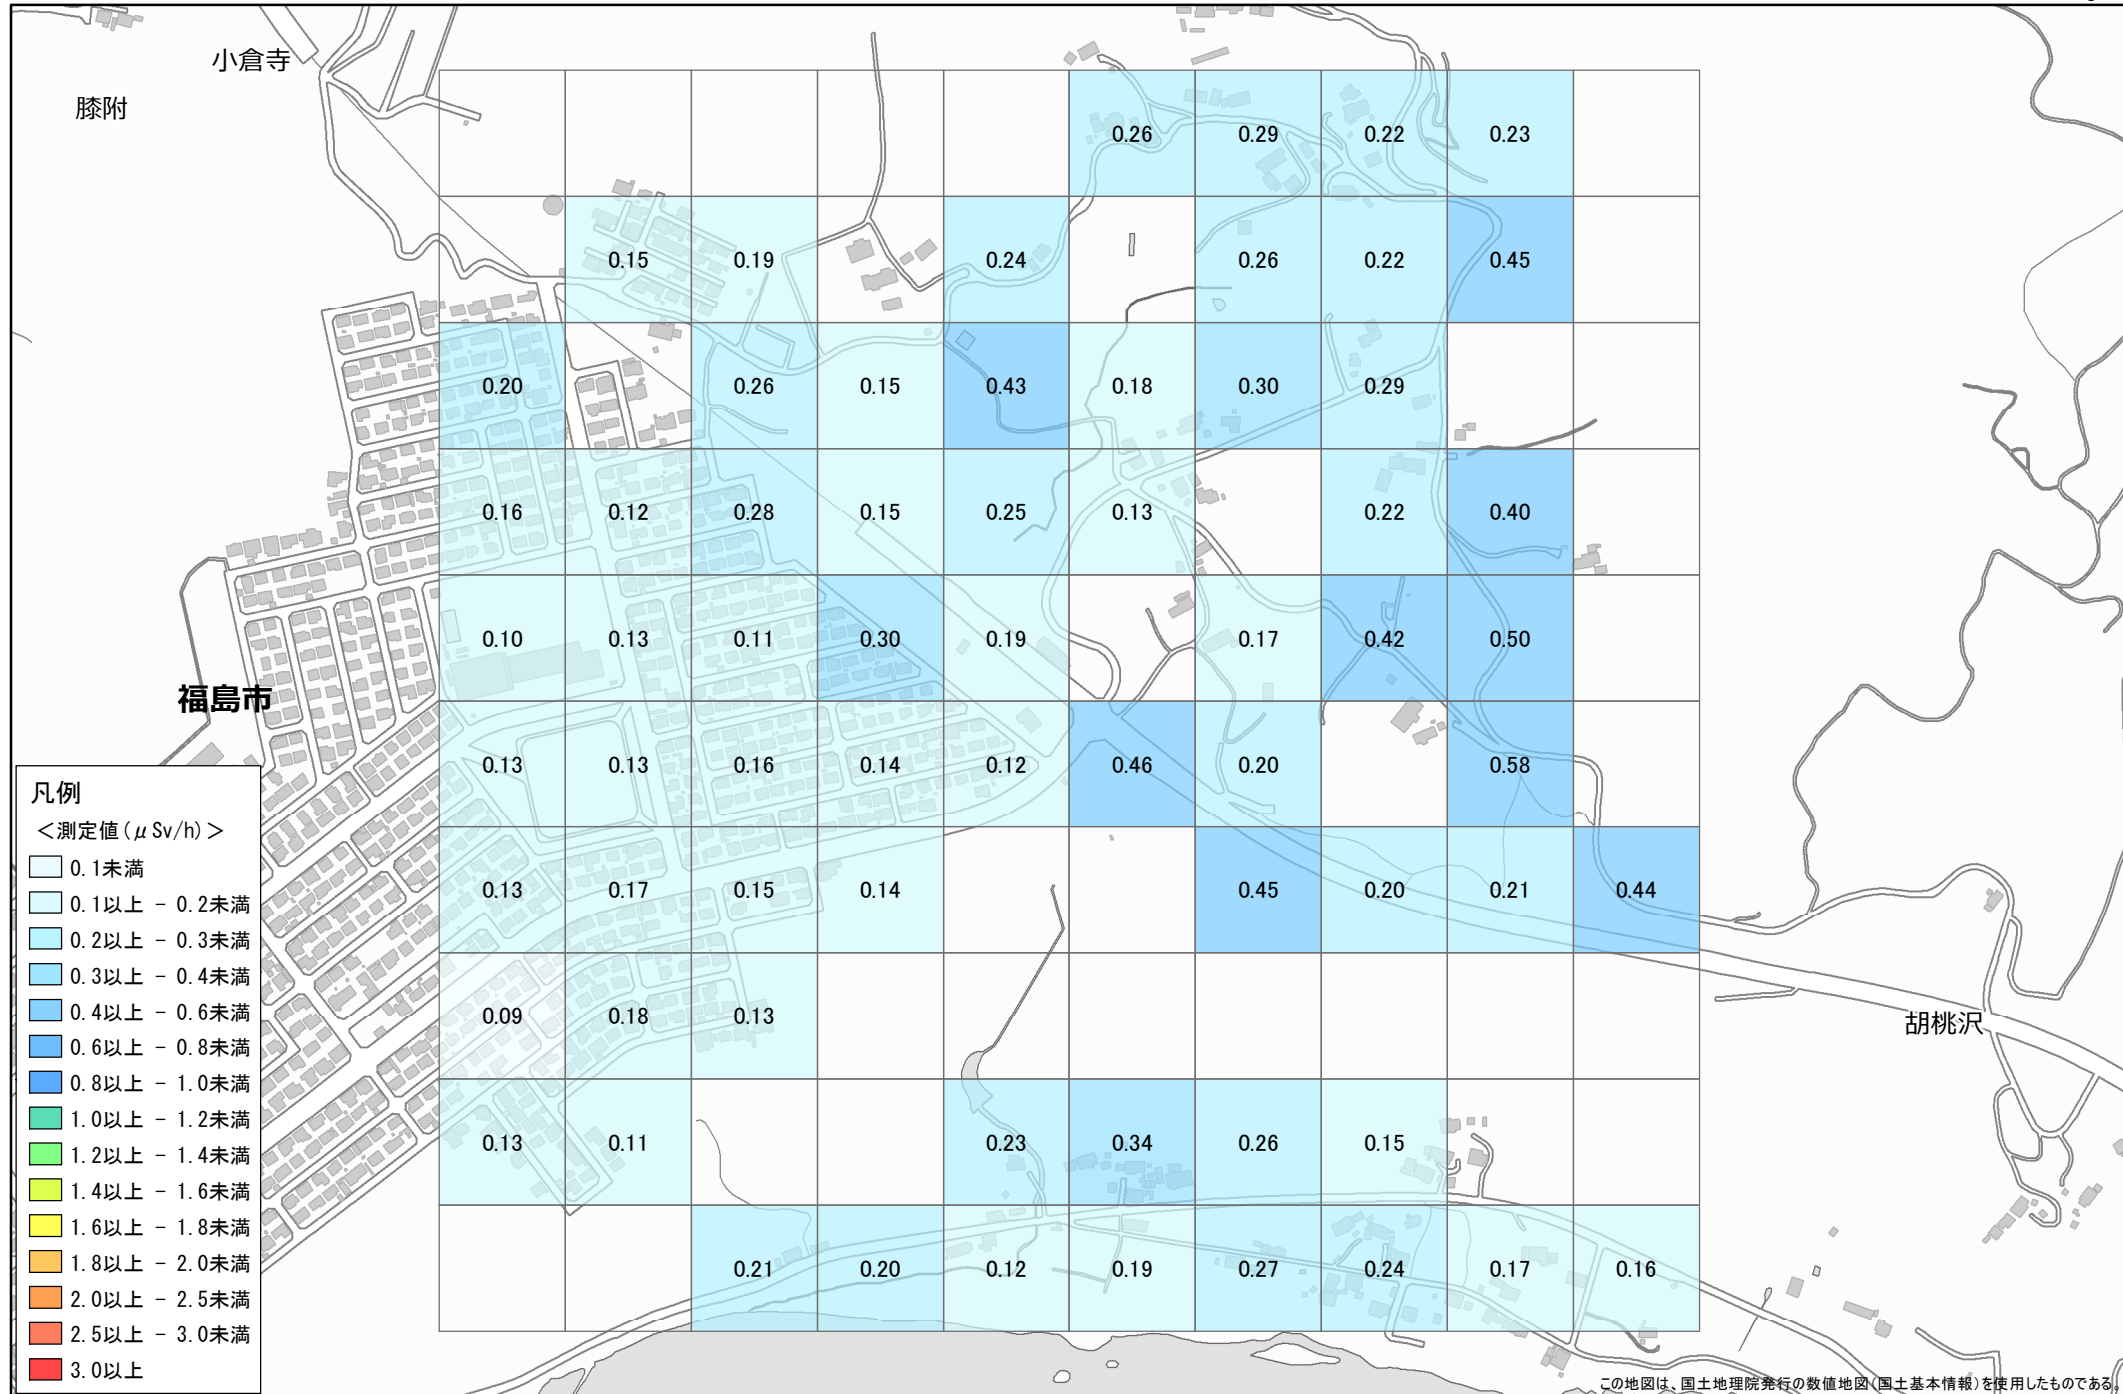 小倉寺
膝附
0.26 0.29 0.22 0.23
0.15 0.19 0.24 0.26 0.22 0.45
0.20 0.26 0.15 0.43 0.18 0.30 0.29
0.16 0.12 0.28 0.15 0.25 0.13 0.22 0.40
0.10 0.13 0.11 0.30 0.19 0.17 0.42 0.50
福島市
0.13 0.13 0.16 0.14 0.12 0.46 0.20 0.58
0.13 0.17 0.15 0.14 0.45 0.20 0.21 0.44
0.09 0.18 0.13
胡桃沢
0.13 0.11 0.23 0.34 0.26 0.15
0.21 0.20 0.12 0.19 0.27 0.24 0.17 0.16
凡例
＜測定値(μSv/h)＞
0.1未満
0.1以上 － 0.2未満
0.2以上 － 0.3未満
0.3以上 － 0.4未満
0.4以上 － 0.6未満
0.6以上 － 0.8未満
0.8以上 － 1.0未満
1.0以上 － 1.2未満
1.2以上 － 1.4未満
1.4以上 － 1.6未満
1.6以上 － 1.8未満
1.8以上 － 2.0未満
2.0以上 － 2.5未満
2.5以上 － 3.0未満
3.0以上
この地図は、国土地理院発行の数値地図(国土基本情報)を使用したものである